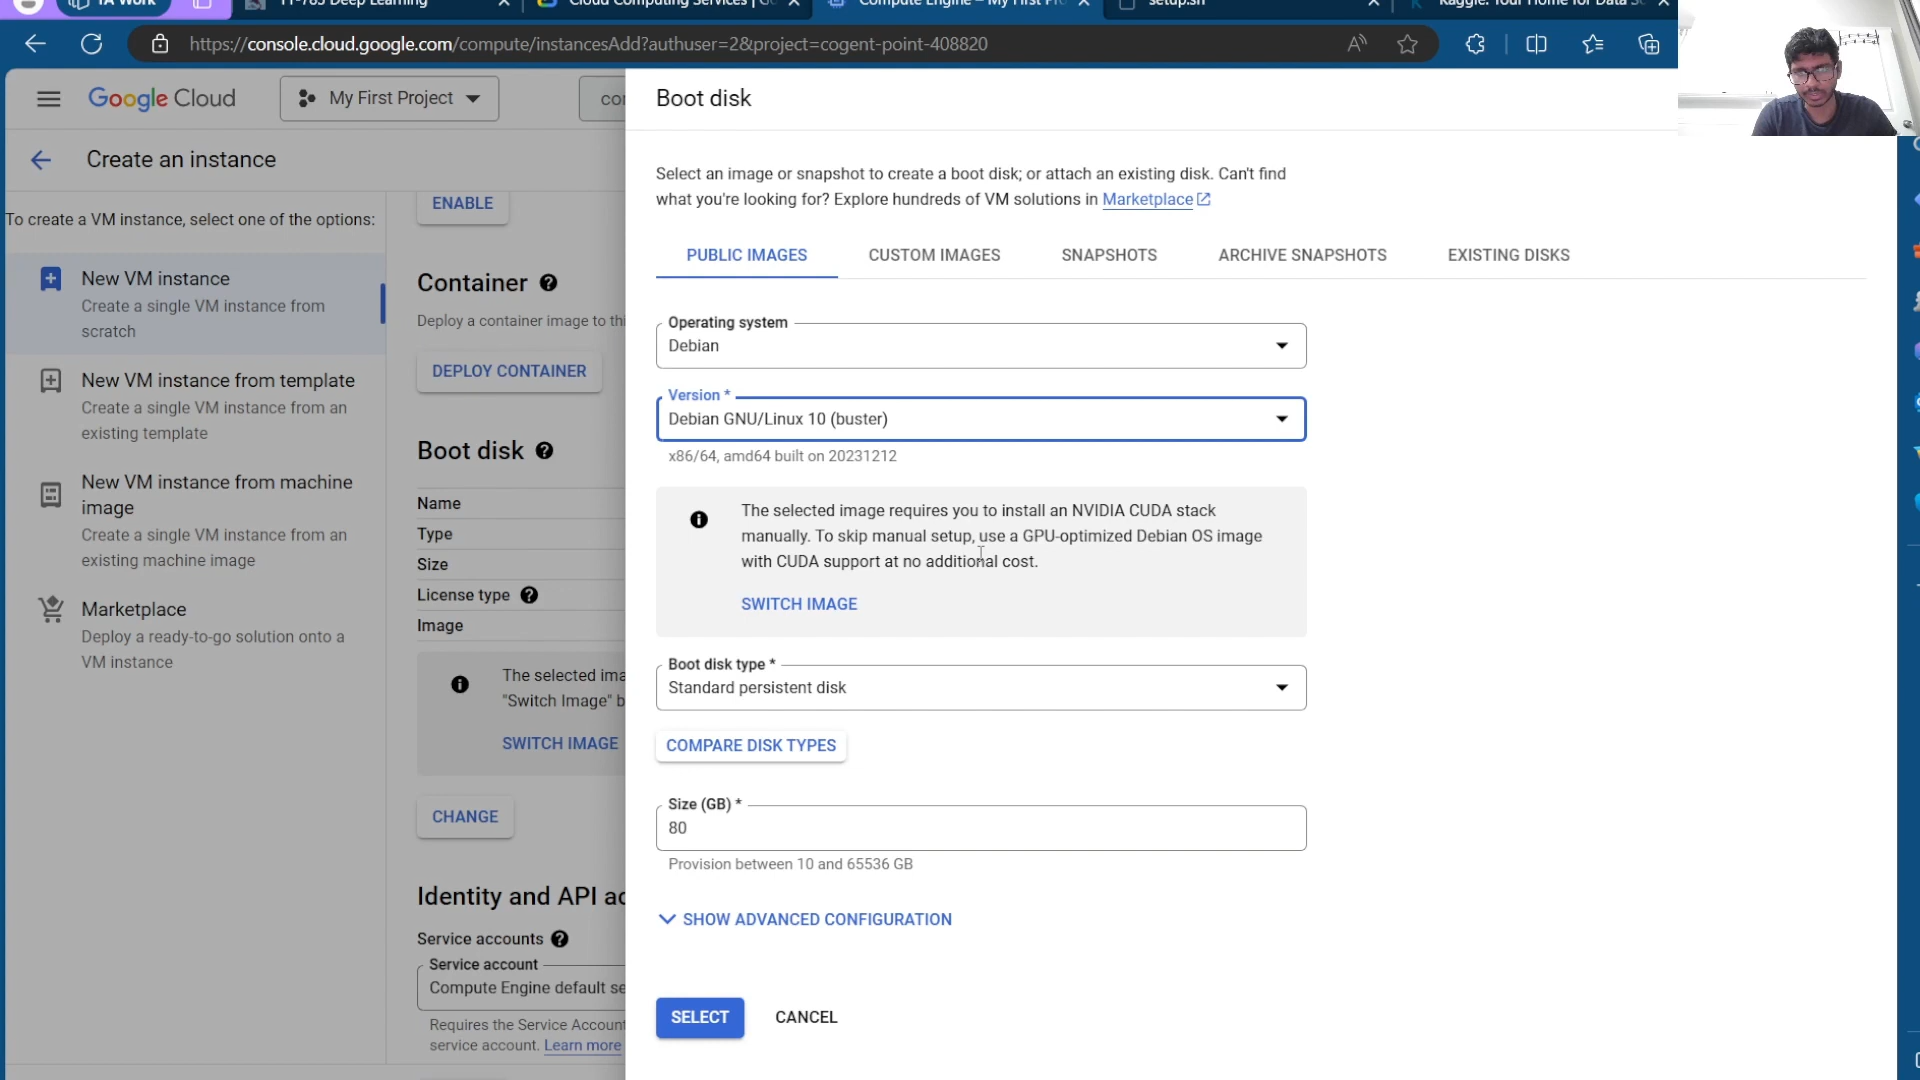 TA Work
11-785 Deep Learning
Cloud Computing Services | Go
Compute Engine – My First Pro
setup.sh
Kaggle: Your Home for Data Sc
https://console.cloud.google.com/compute/instancesAdd?authuser=2&project=cogent-point-408820
Google Cloud
My First Project
Create an instance
To create a VM instance, select one of the options:
New VM instance
Create a single VM instance from
scratch
New VM instance from template
Create a single VM instance from an
existing template
New VM instance from machine
image
Create a single VM instance from an
existing machine image
Marketplace
Deploy a ready-to-go solution onto a
VM instance
ENABLE
Container
Deploy a container image to thi
DEPLOY CONTAINER
Boot disk
Name
Type
Size
License type
Image
The selected ima
"Switch Image" b
SWITCH IMAGE
CHANGE
Identity and API ac
Service accounts
Service account
Compute Engine default se
Requires the Service Account
service account. Learn more
Boot disk
Select an image or snapshot to create a boot disk; or attach an existing disk. Can't find
what you're looking for? Explore hundreds of VM solutions in Marketplace
PUBLIC IMAGES
CUSTOM IMAGES
SNAPSHOTS
ARCHIVE SNAPSHOTS
EXISTING DISKS
Operating system
Debian
Version *
Debian GNU/Linux 10 (buster)
x86/64, amd64 built on 20231212
The selected image requires you to install an NVIDIA CUDA stack
manually. To skip manual setup, use a GPU-optimized Debian OS image
with CUDA support at no additional cost.
SWITCH IMAGE
Boot disk type *
Standard persistent disk
COMPARE DISK TYPES
Size (GB) *
80
Provision between 10 and 65536 GB
SHOW ADVANCED CONFIGURATION
SELECT
CANCEL